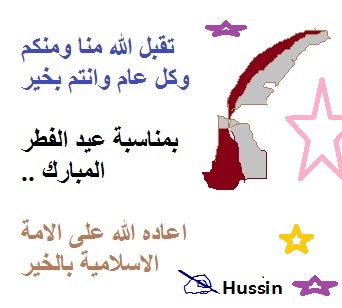 تقبل الله منا ومنكم
وكل عام وانتم بخير
بمناسبة عيد الفطر
المبارك ..
اعاده الله على الامة
الاسلامية بالخير
Hussin